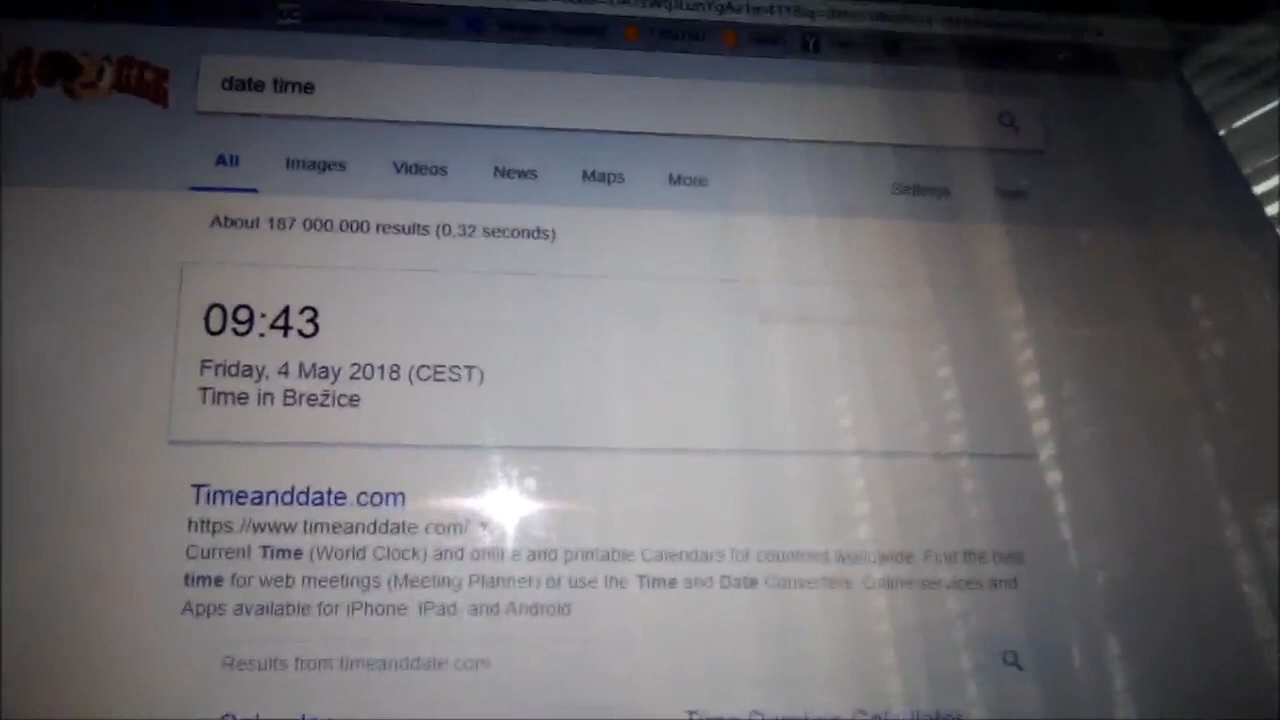 date time
All Images Videos News Maps More Settings
About 187 000 000 results (0,32 seconds)
09:43
Friday, 4 May 2018 (CEST)
Time in Brežice
Timeanddate.com
https://www.timeanddate.com/
Current Time (World Clock) and online and printable Calendars for countries worldwide. Find the best
time for web meetings (Meeting Planner) or use the Time and Date Converters. Online services and
Apps available for iPhone, iPad, and Android
Results from timeanddate.com